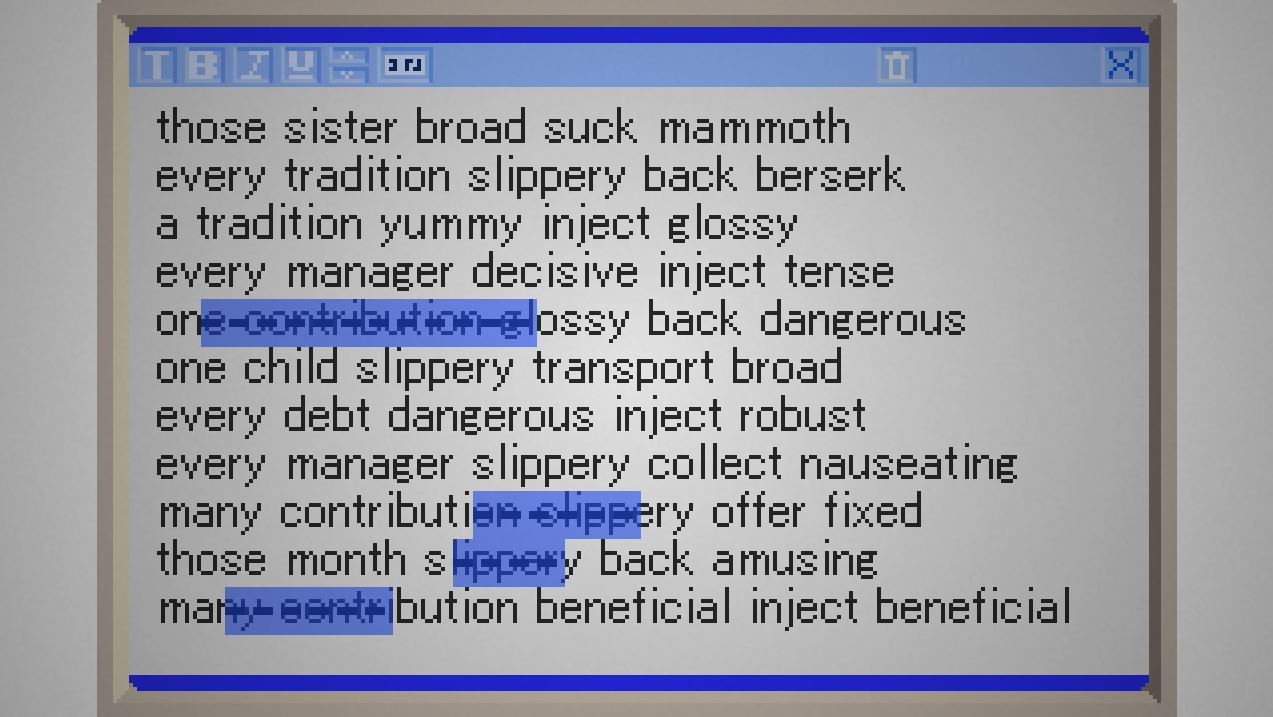 those sister broad suck mammoth
every tradition slippery back berserk
a tradition yummy inject glossy
every manager decisive inject tense
one contribution glossy back dangerous
one child slippery transport broad
every debt dangerous inject robust
every manager slippery collect nauseating
many contribution slippery offer fixed
those month slippery back amusing
many contribution beneficial inject beneficial